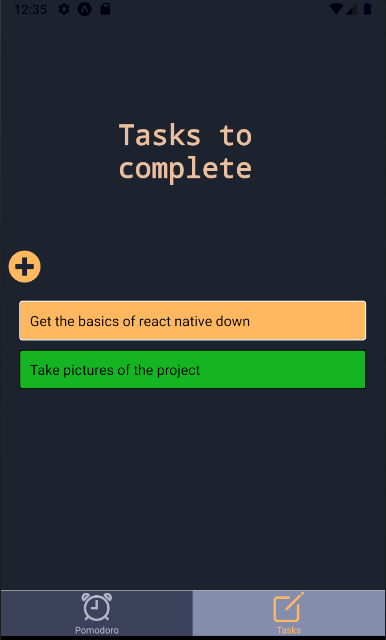 12:35
Tasks to
complete
Get the basics of react native down
Take pictures of the project
Pomodoro
Tasks